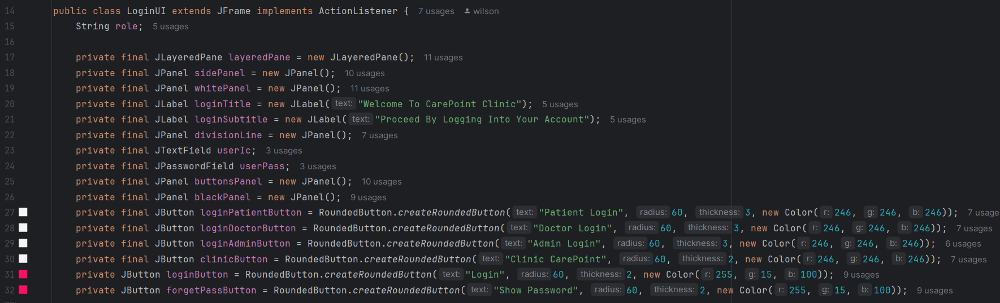 14 public class LoginUI extends JFrame implements ActionListener { 7 usages wilson
15 String role; 5 usages
16
17 private final JLayeredPane layeredPane = new JLayeredPane(); 11 usages
18 private final JPanel sidePanel = new JPanel(); 10 usages
19 private final JPanel whitePanel = new JPanel(); 11 usages
20 private final JLabel loginTitle = new JLabel( text: "Welcome To CarePoint Clinic"); 5 usages
21 private final JLabel loginSubtitle = new JLabel( text: "Proceed By Logging Into Your Account"); 5 usages
22 private final JPanel divisionLine = new JPanel(); 7 usages
23 private final JTextField userIc; 3 usages
24 private final JPasswordField userPass; 3 usages
25 private final JPanel buttonsPanel = new JPanel(); 10 usages
26 private final JPanel blackPanel = new JPanel(); 9 usages
27 private final JButton loginPatientButton = RoundedButton.createRoundedButton( text: "Patient Login", radius: 60, thickness: 3, new Color( r: 246, g: 246, b: 246)); 7 usage
28 private final JButton loginDoctorButton = RoundedButton.createRoundedButton( text: "Doctor Login", radius: 60, thickness: 3, new Color( r: 246, g: 246, b: 246)); 7 usages
29 private final JButton loginAdminButton = RoundedButton.createRoundedButton( text: "Admin Login", radius: 60, thickness: 3, new Color( r: 246, g: 246, b: 246)); 6 usages
30 private final JButton clinicButton = RoundedButton.createRoundedButton( text: "Clinic CarePoint", radius: 60, thickness: 2, new Color( r: 246, g: 246, b: 246)); 7 usages
31 private JButton loginButton = RoundedButton.createRoundedButton( text: "Login", radius: 60, thickness: 2, new Color( r: 255, g: 15, b: 100)); 9 usages
32 private JButton forgetPassButton = RoundedButton.createRoundedButton( text: "Show Password", radius: 60, thickness: 2, new Color( r: 255, g: 15, b: 100)); 9 usages